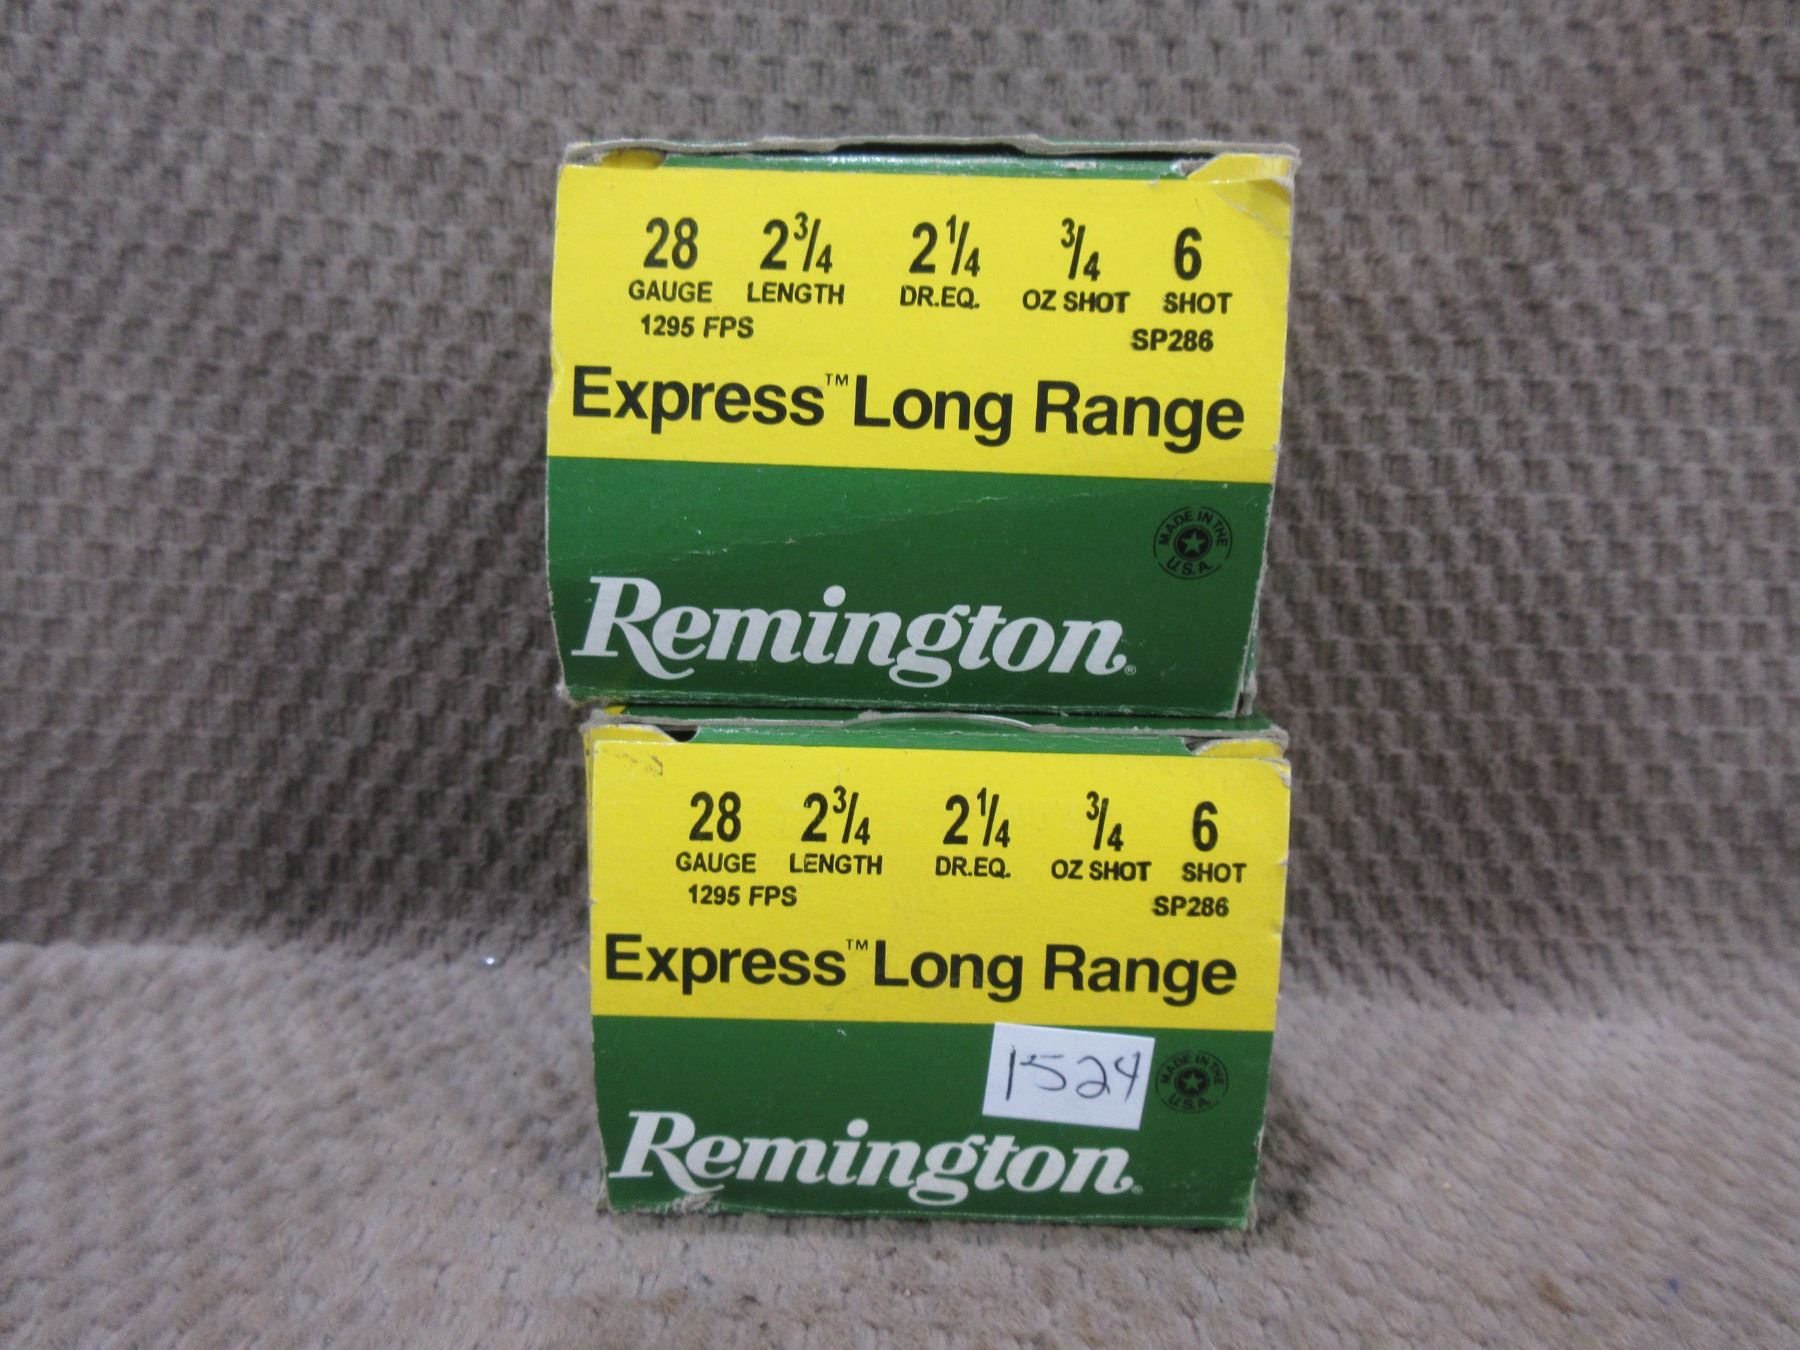 28 2¾ 2¼ ¾ 6
GAUGE LENGTH DR.EQ. OZ SHOT SHOT
1295 FPS SP286
Express™ Long Range
MADE IN THE U.S.A.
Remington®
28 2¾ 2¼ ¾ 6
GAUGE LENGTH DR.EQ. OZ SHOT SHOT
1295 FPS SP286
Express™ Long Range
1524
MADE IN THE U.S.A.
Remington®